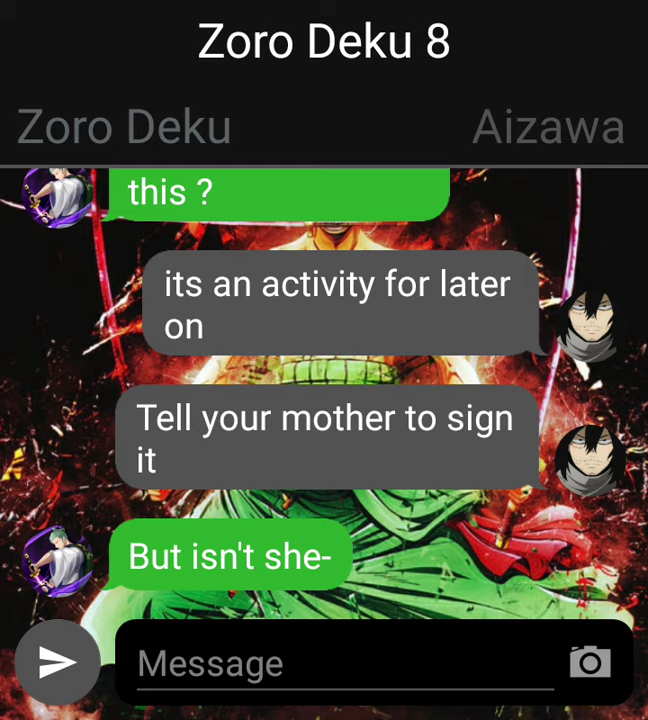 Zoro Deku 8
Zoro Deku
Aizawa
this ?
its an activity for later
on
Tell your mother to sign
it
But isn't she-
Message